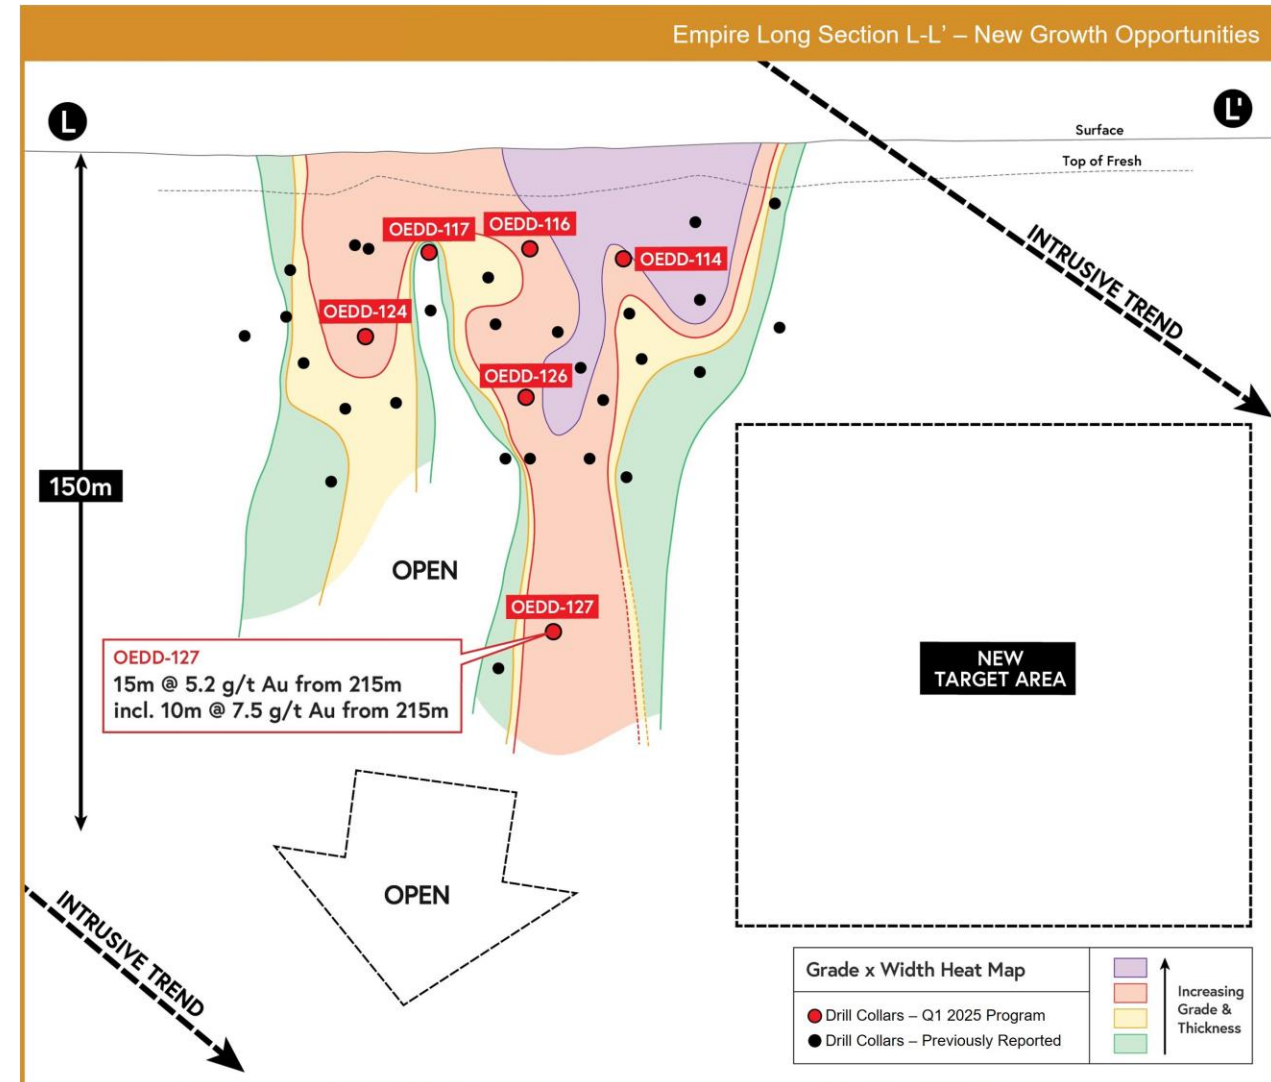 Empire Long Section L-L’ – New Growth Opportunities
L
L'
Surface
Top of Fresh
INTRUSIVE TREND
OEDD-117
OEDD-116
OEDD-114
OEDD-124
OEDD-126
150m
OPEN
OEDD-127
OEDD-127
15m @ 5.2 g/t Au from 215m
incl. 10m @ 7.5 g/t Au from 215m
NEW
TARGET AREA
OPEN
INTRUSIVE TREND
Grade x Width Heat Map
Drill Collars – Q1 2025 Program
Drill Collars – Previously Reported
Increasing
Grade &
Thickness